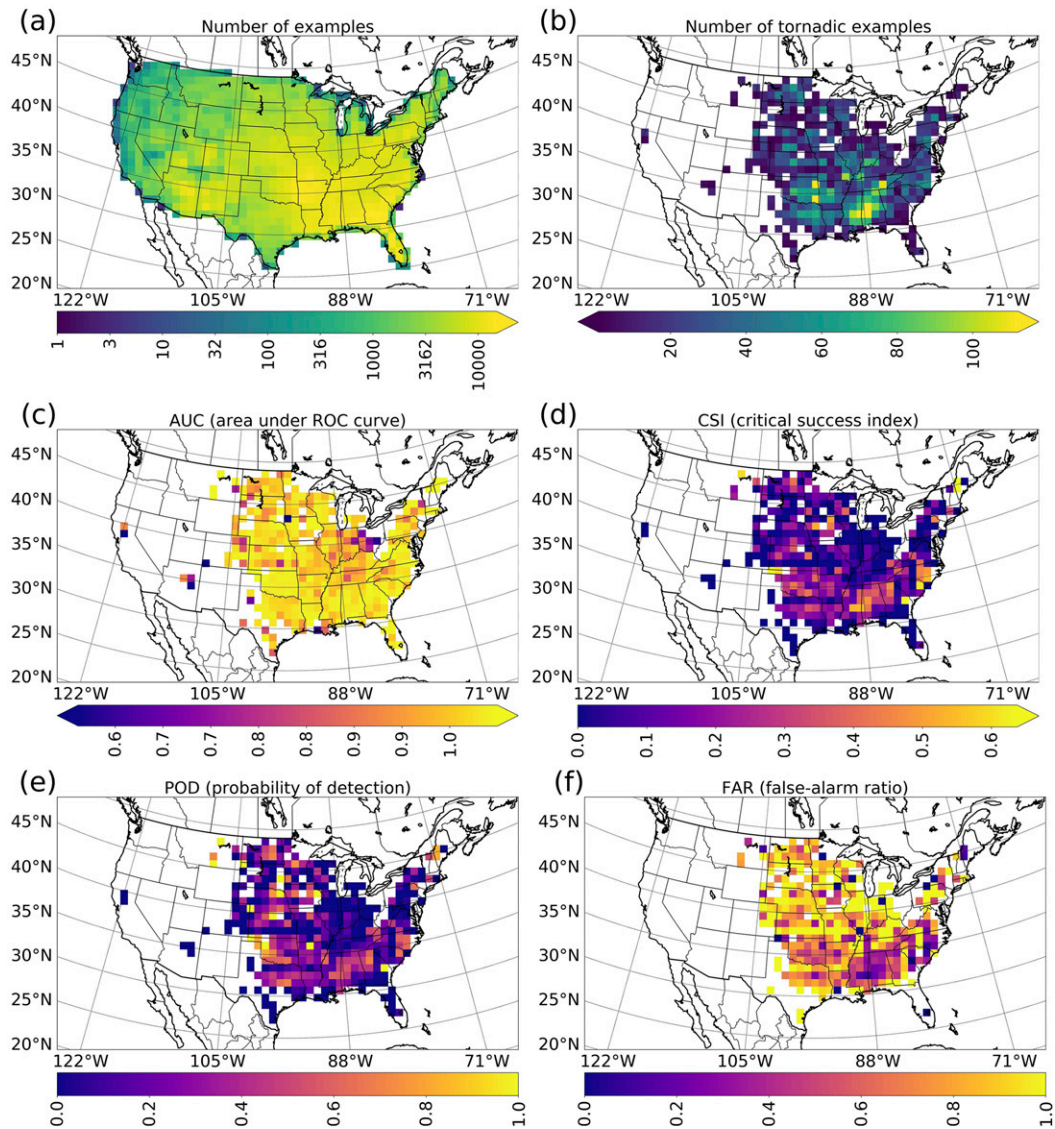 (a)
Number of examples
45°N
40°N
35°N
30°N
25°N
20°N
122°W 105°W 88°W 71°W
1 3 10 32 100 316 1000 3162 10000
(b)
Number of tornadic examples
45°N
40°N
35°N
30°N
25°N
20°N
122°W 105°W 88°W 71°W
20 40 60 80 100
(c)
AUC (area under ROC curve)
45°N
40°N
35°N
30°N
25°N
20°N
122°W 105°W 88°W 71°W
0.6 0.7 0.7 0.8 0.8 0.9 0.9 1.0
(d)
CSI (critical success index)
45°N
40°N
35°N
30°N
25°N
20°N
122°W 105°W 88°W 71°W
0.0 0.1 0.2 0.3 0.4 0.5 0.6
(e)
POD (probability of detection)
45°N
40°N
35°N
30°N
25°N
20°N
122°W 105°W 88°W 71°W
0.0 0.2 0.4 0.6 0.8 1.0
(f)
FAR (false-alarm ratio)
45°N
40°N
35°N
30°N
25°N
20°N
122°W 105°W 88°W 71°W
0.0 0.2 0.4 0.6 0.8 1.0